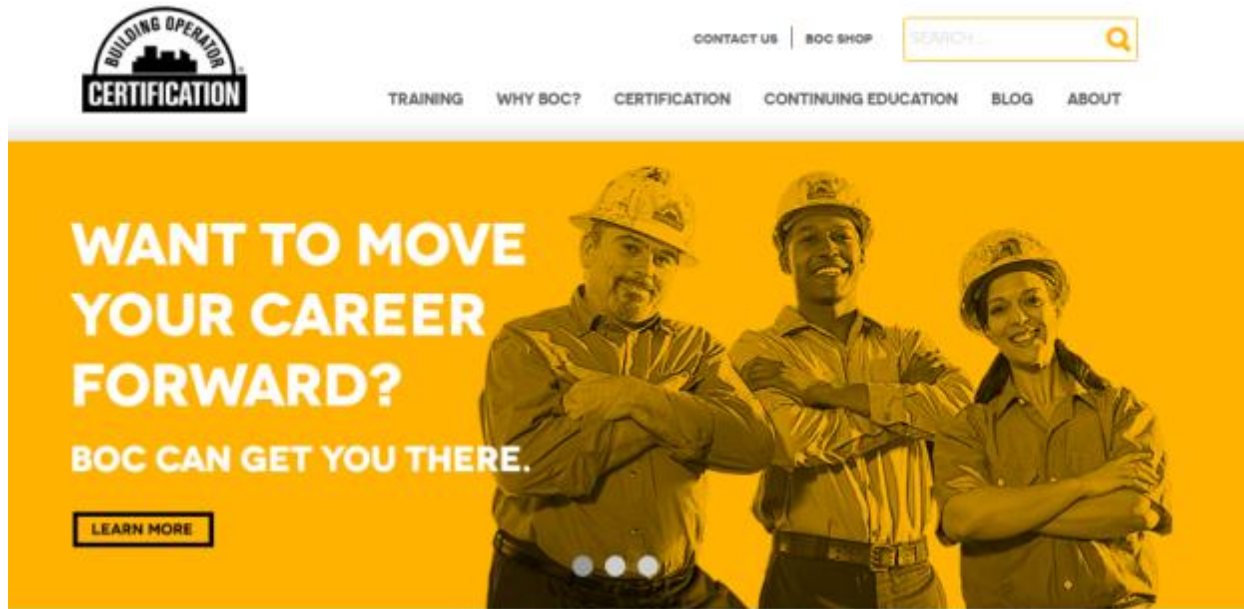 BUILDING OPERATOR
CERTIFICATION
CONTACT US
BOC SHOP
SEARCH ...
TRAINING
WHY BOC?
CERTIFICATION
CONTINUING EDUCATION
BLOG
ABOUT
WANT TO MOVE
YOUR CAREER
FORWARD?
BOC CAN GET YOU THERE.
LEARN MORE